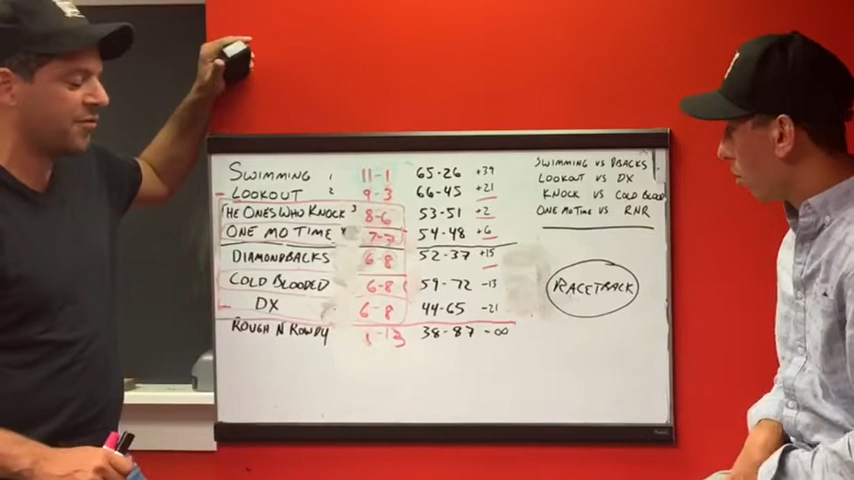 SWIMMING 1 11-1 65-26 +39
LOOKOUT 2 9-3 66-45 +21
THE ONES WHO KNOCK 3 8-6 53-51 +2
ONE MO TIME 4 7-7 54-48 +6
DIAMONDBACKS 6-8 52-37 +15
COLD BLOODED 6-8 59-72 -13
DX 6-8 44-65 -21
ROUGH N ROWDY 1-13 38-87 -∞
SWIMMING VS DBACKS
LOOKOUT VS DX
KNOCK VS COLD BLOOD
ONE MO TIME VS RNR
RACETRACK